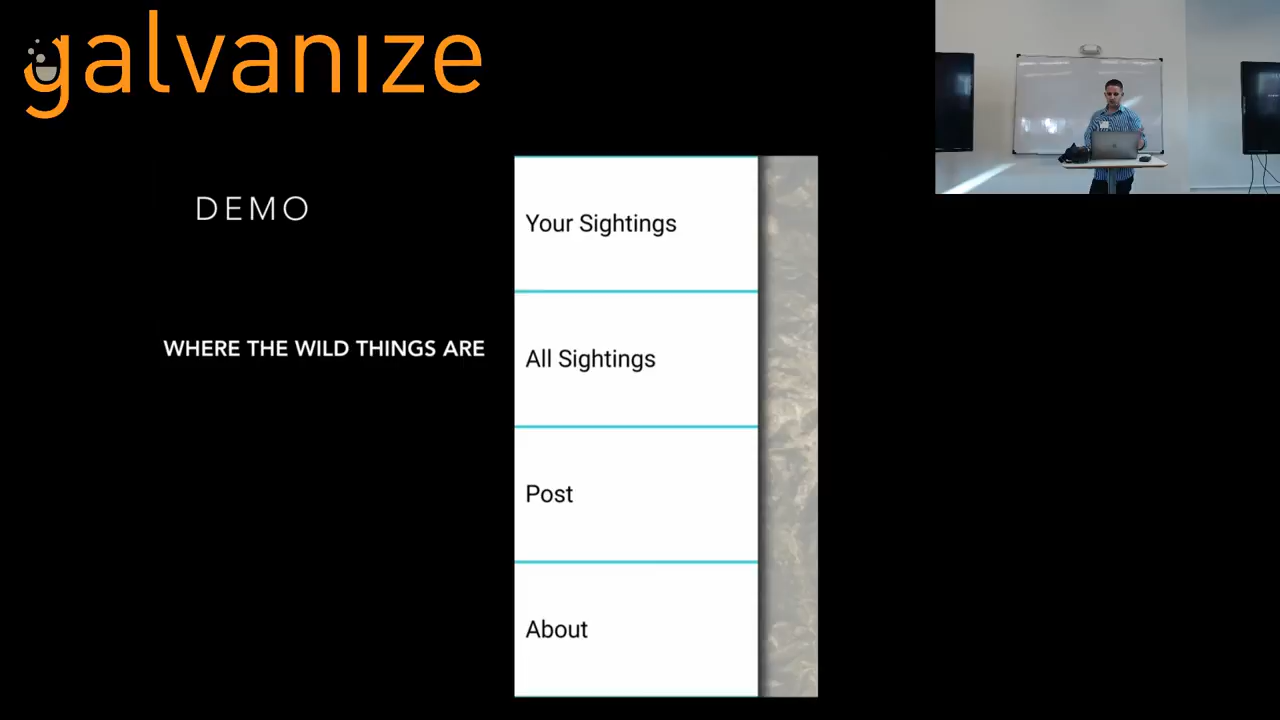 galvanize
DEMO
WHERE THE WILD THINGS ARE
Your Sightings
All Sightings
Post
About